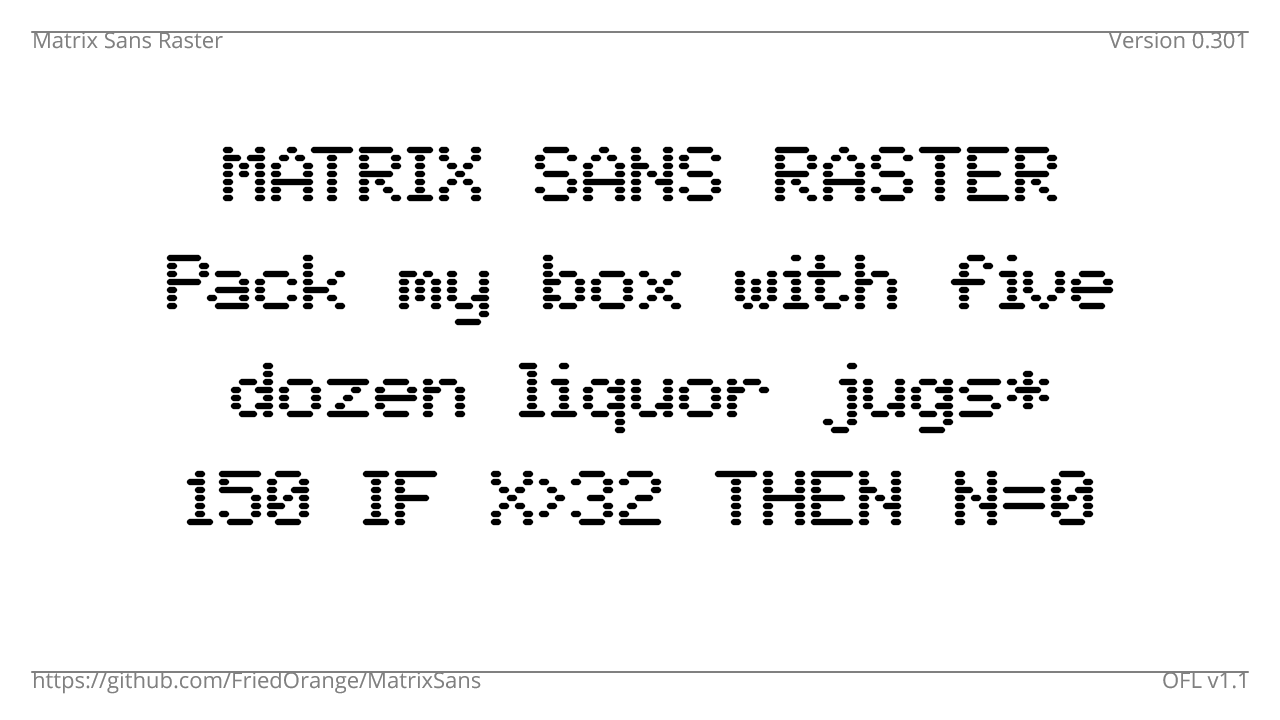 Matrix Sans Raster
Version 0.301
MATRIX SANS RASTER
Pack my box with five
dozen liquor jugs*
150 IF X>32 THEN N=0
https://github.com/FriedOrange/MatrixSans
OFL v1.1